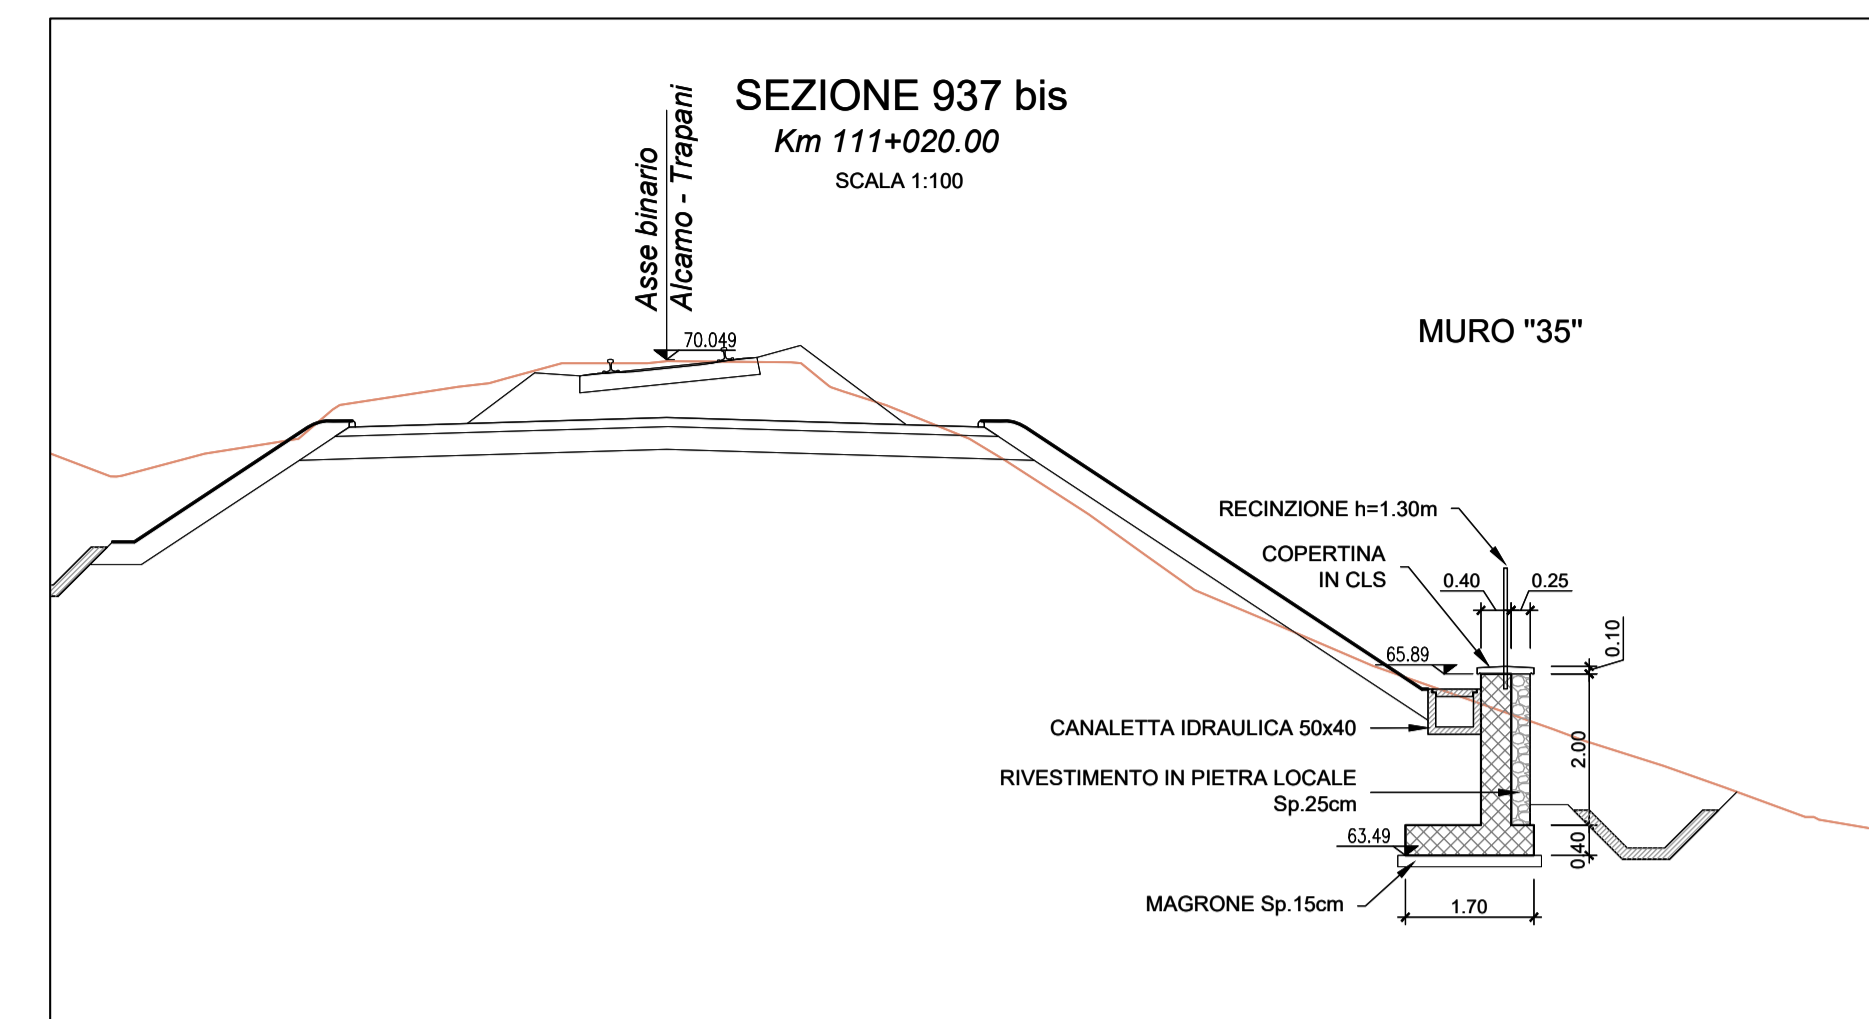 SEZIONE 937 bis
Km 111+020.00
SCALA 1:100
Asse binario
Alcamo - Trapani
70.049
MURO "35"
RECINZIONE h=1.30m
COPERTINA
IN CLS
0.40
0.25
0.10
65.89
CANALETTA IDRAULICA 50x40
2.00
RIVESTIMENTO IN PIETRA LOCALE
Sp.25cm
63.49
0.40
MAGRONE Sp.15cm
1.70